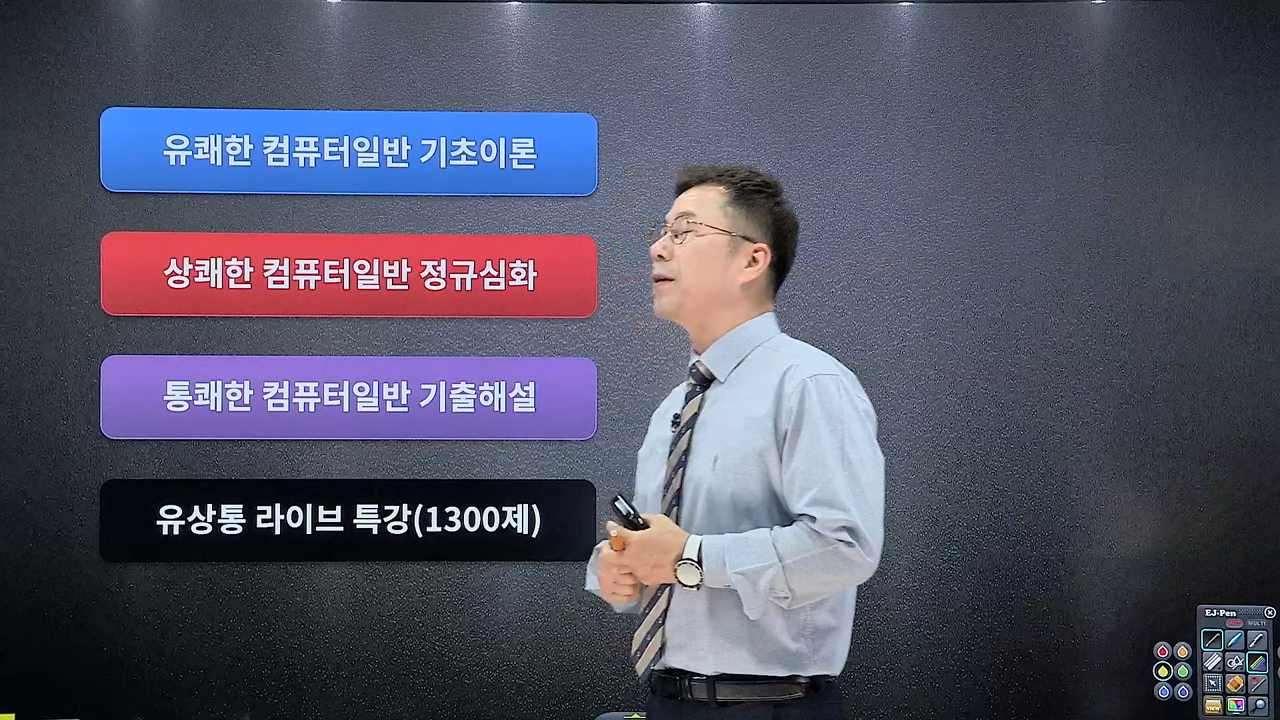 유쾌한 컴퓨터일반 기초이론
상쾌한 컴퓨터일반 정규심화
통쾌한 컴퓨터일반 기출해설
유상통 라이브 특강(1300제)
EJ-Pen
MULTI
VIEW